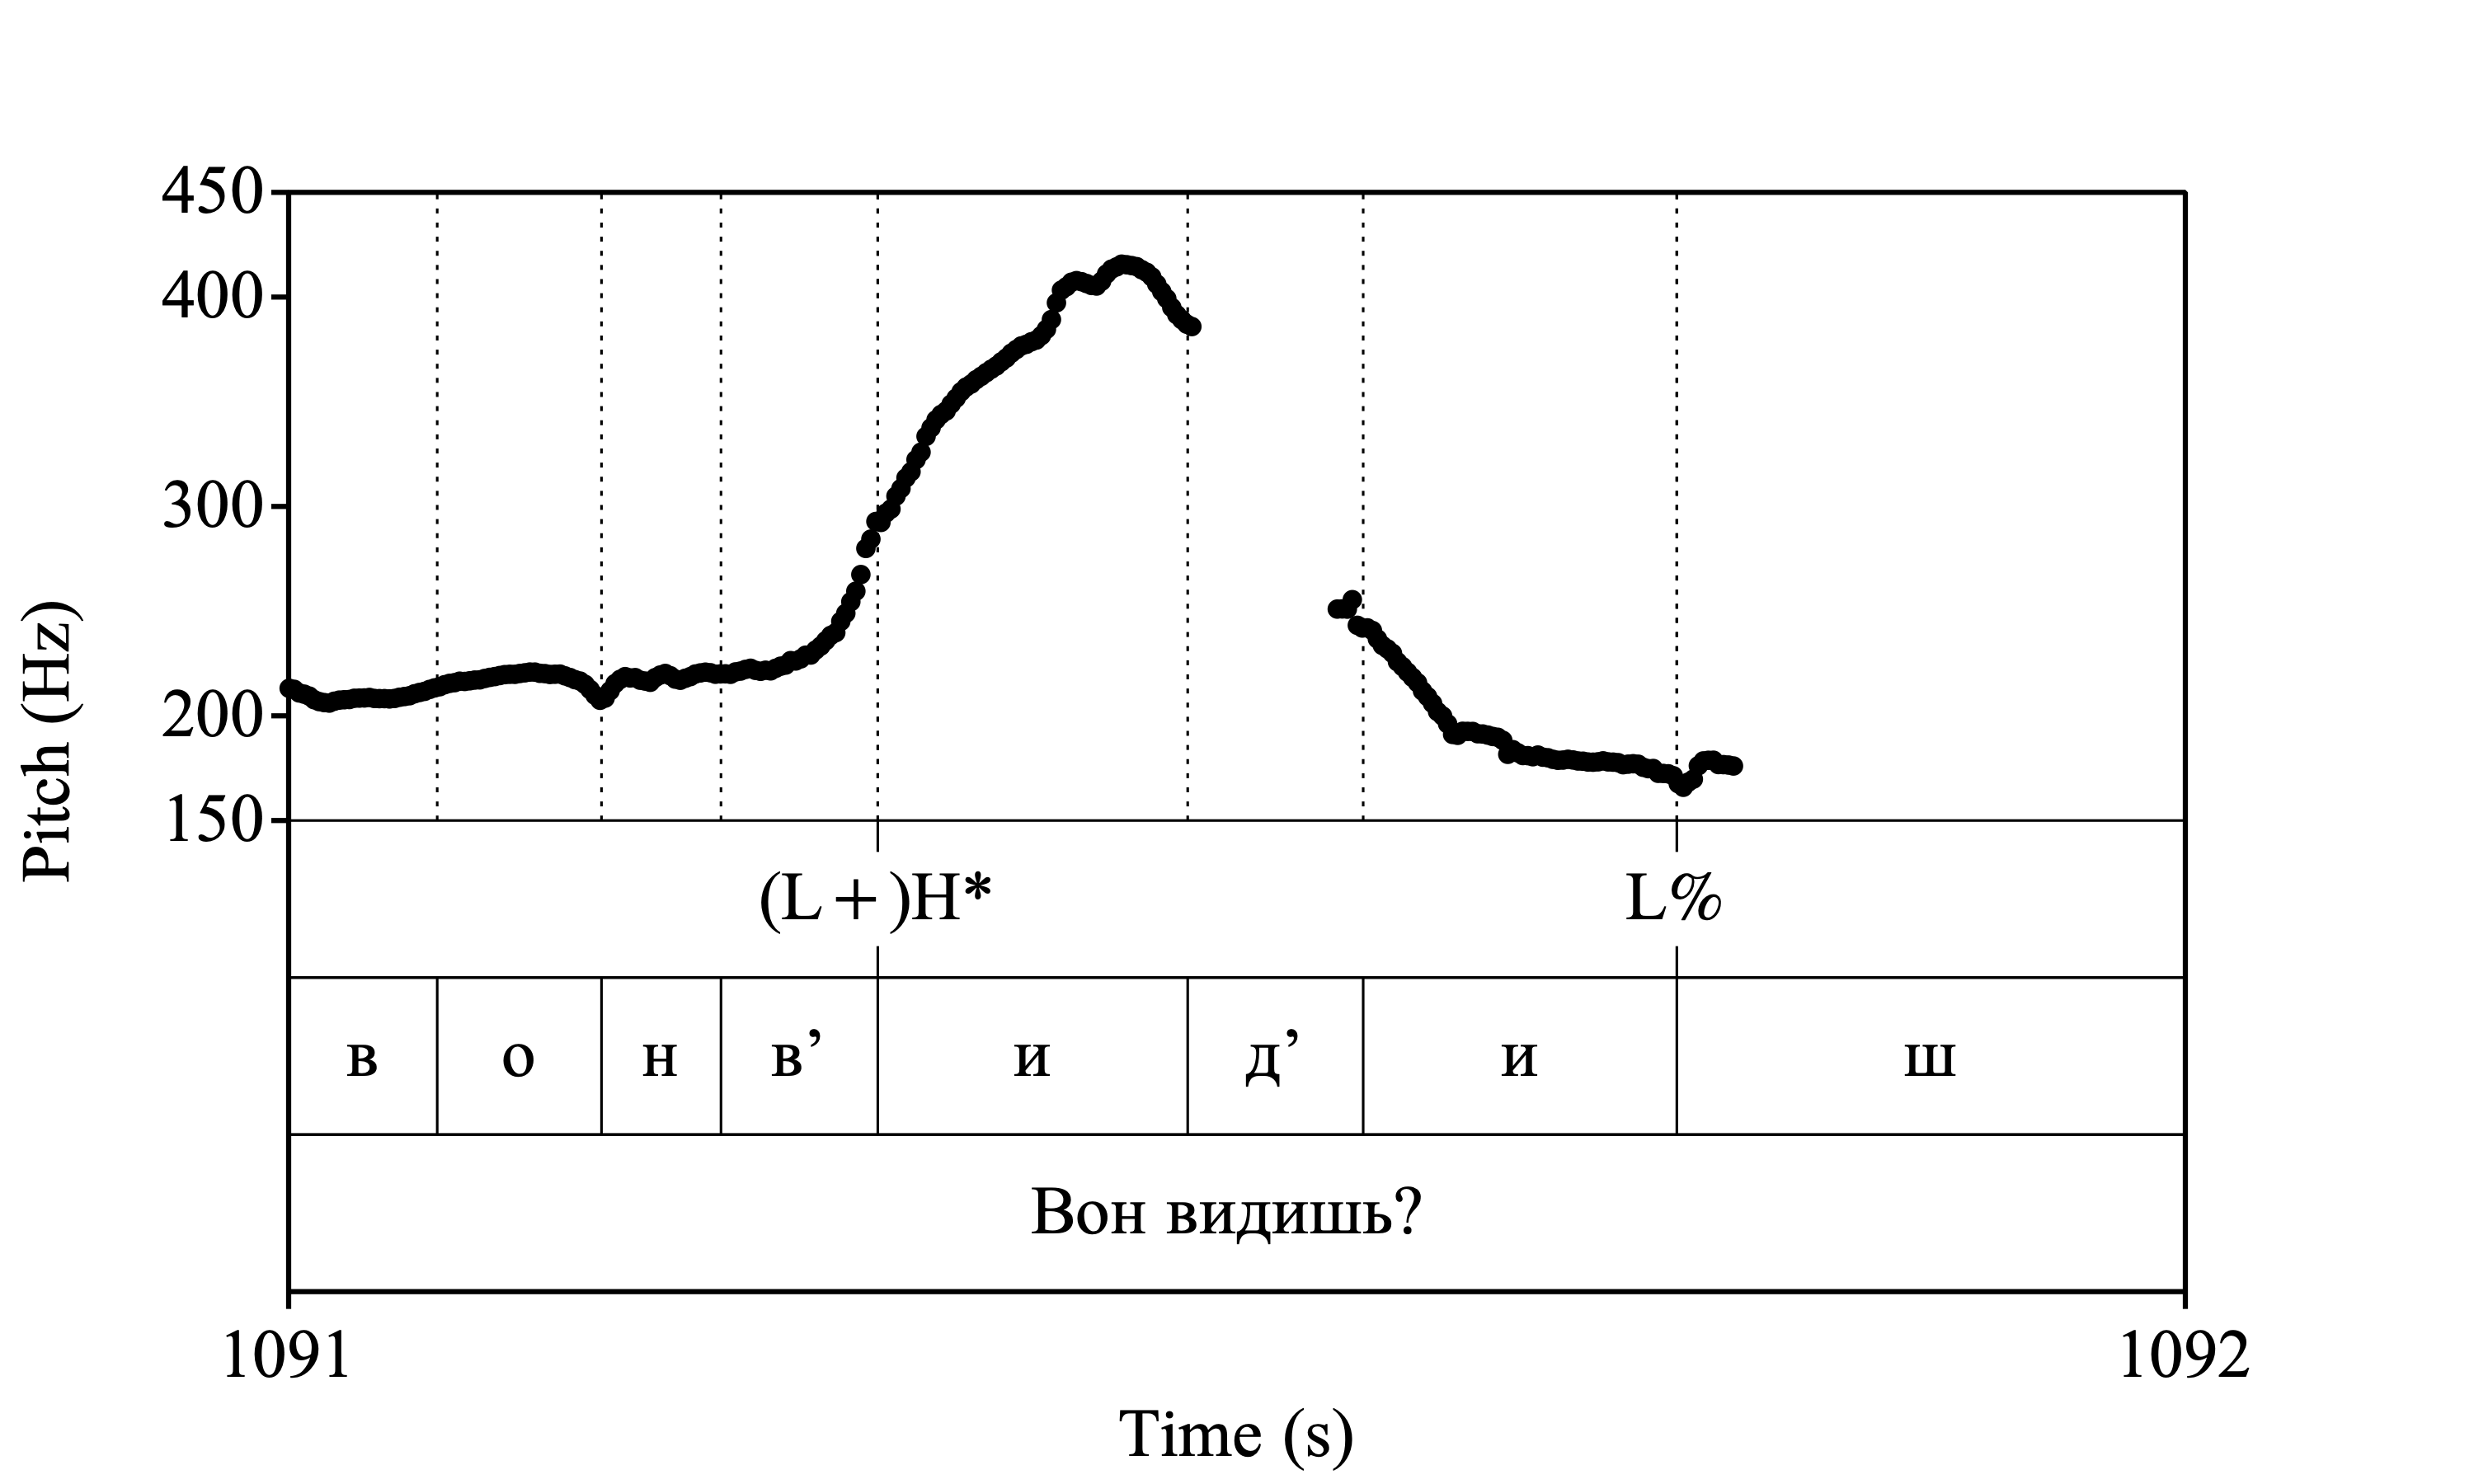 450
400
300
200
150
Pitch (Hz)
(L+)H* L%
в о н в’ и д’ и ш
Вон видишь?
1091 1092
Time (s)